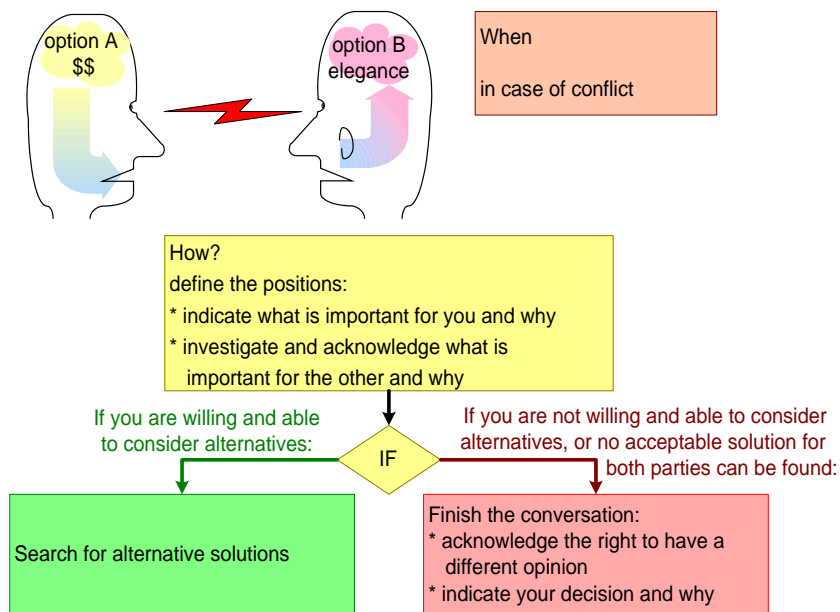 option A
$$
option B
elegance
When
in case of conflict
How?
define the positions:
* indicate what is important for you and why
* investigate and acknowledge what is
important for the other and why
If you are willing and able
to consider alternatives:
IF
If you are not willing and able to consider
alternatives, or no acceptable solution for
both parties can be found:
Search for alternative solutions
Finish the conversation:
* acknowledge the right to have a
different opinion
* indicate your decision and why